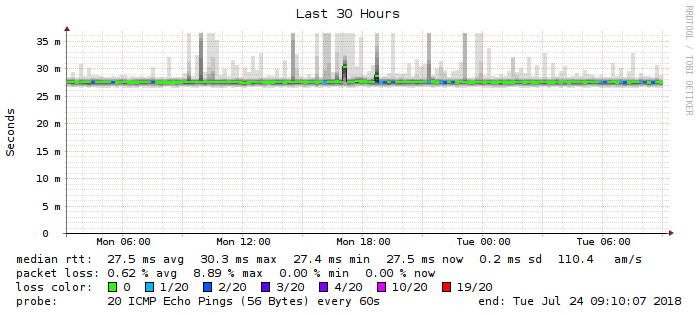 Last 30 Hours
RRDTOOL / TOBI OETIKER
Seconds
35 m
30 m
25 m
20 m
15 m
10 m
5 m
0
Mon 06:00 Mon 12:00 Mon 18:00 Tue 00:00 Tue 06:00
median rtt: 27.5 ms avg 30.3 ms max 27.4 ms min 27.5 ms now 0.2 ms sd 110.4 am/s
packet loss: 0.62 % avg 8.89 % max 0.00 % min 0.00 % now
loss color: 0 1/20 2/20 3/20 4/20 10/20 19/20
probe: 20 ICMP Echo Pings (56 Bytes) every 60s end: Tue Jul 24 09:10:07 2018